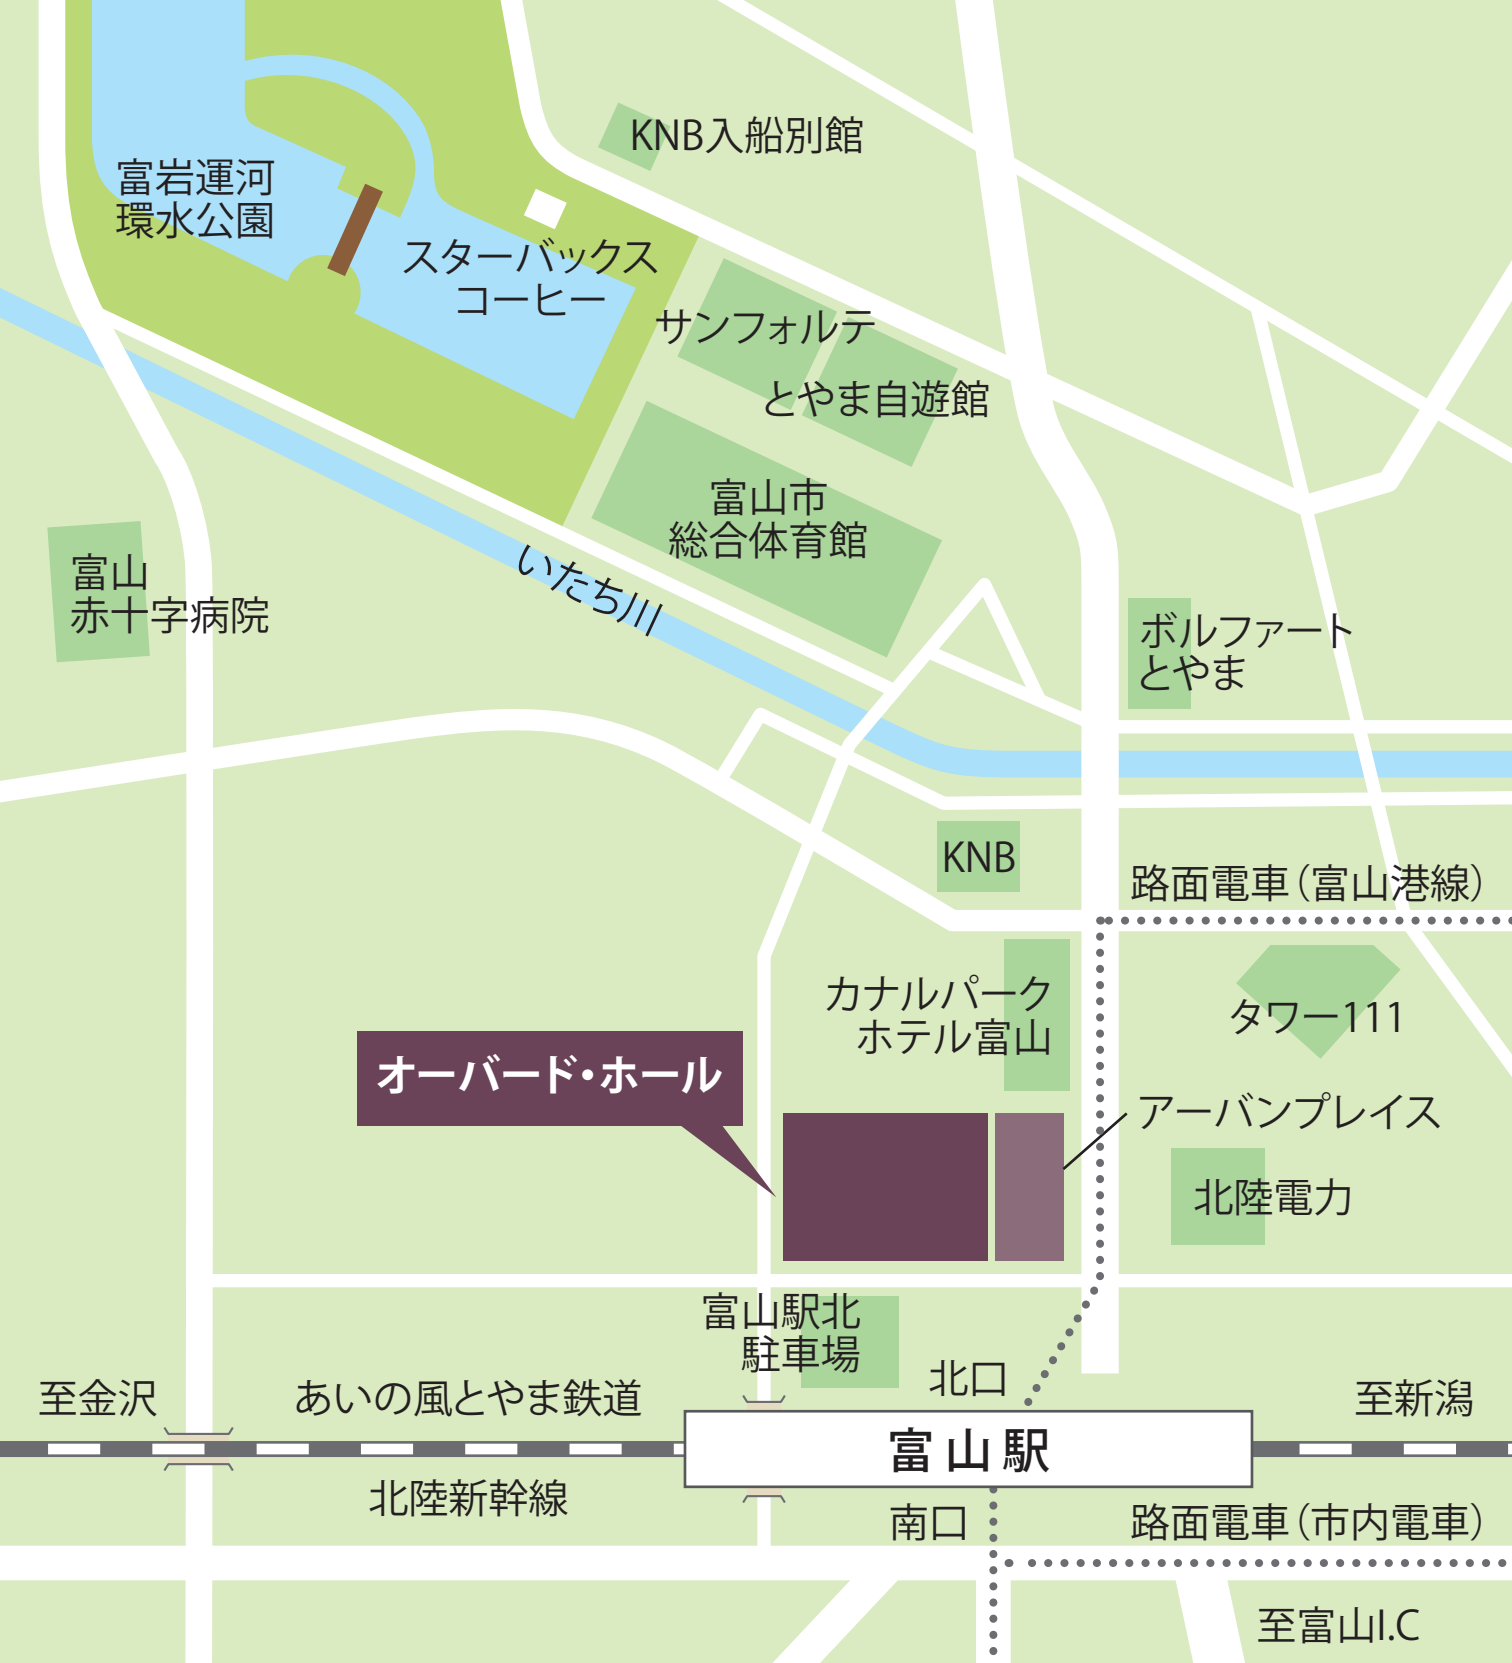 KNB入船別館
富岩運河
環水公園
スターバックス
コーヒー
サンフォルテ
とやま自遊館
富山市
総合体育館
いたち川
富山
赤十字病院
ボルファート
とやま
KNB
路面電車（富山港線）
カナルパーク
ホテル富山
タワー111
オーバード・ホール
アーバンプレイス
北陸電力
富山駅北
駐車場
北口
至金沢
あいの風とやま鉄道
至新潟
富山駅
北陸新幹線
南口
路面電車（市内電車）
至富山I.C